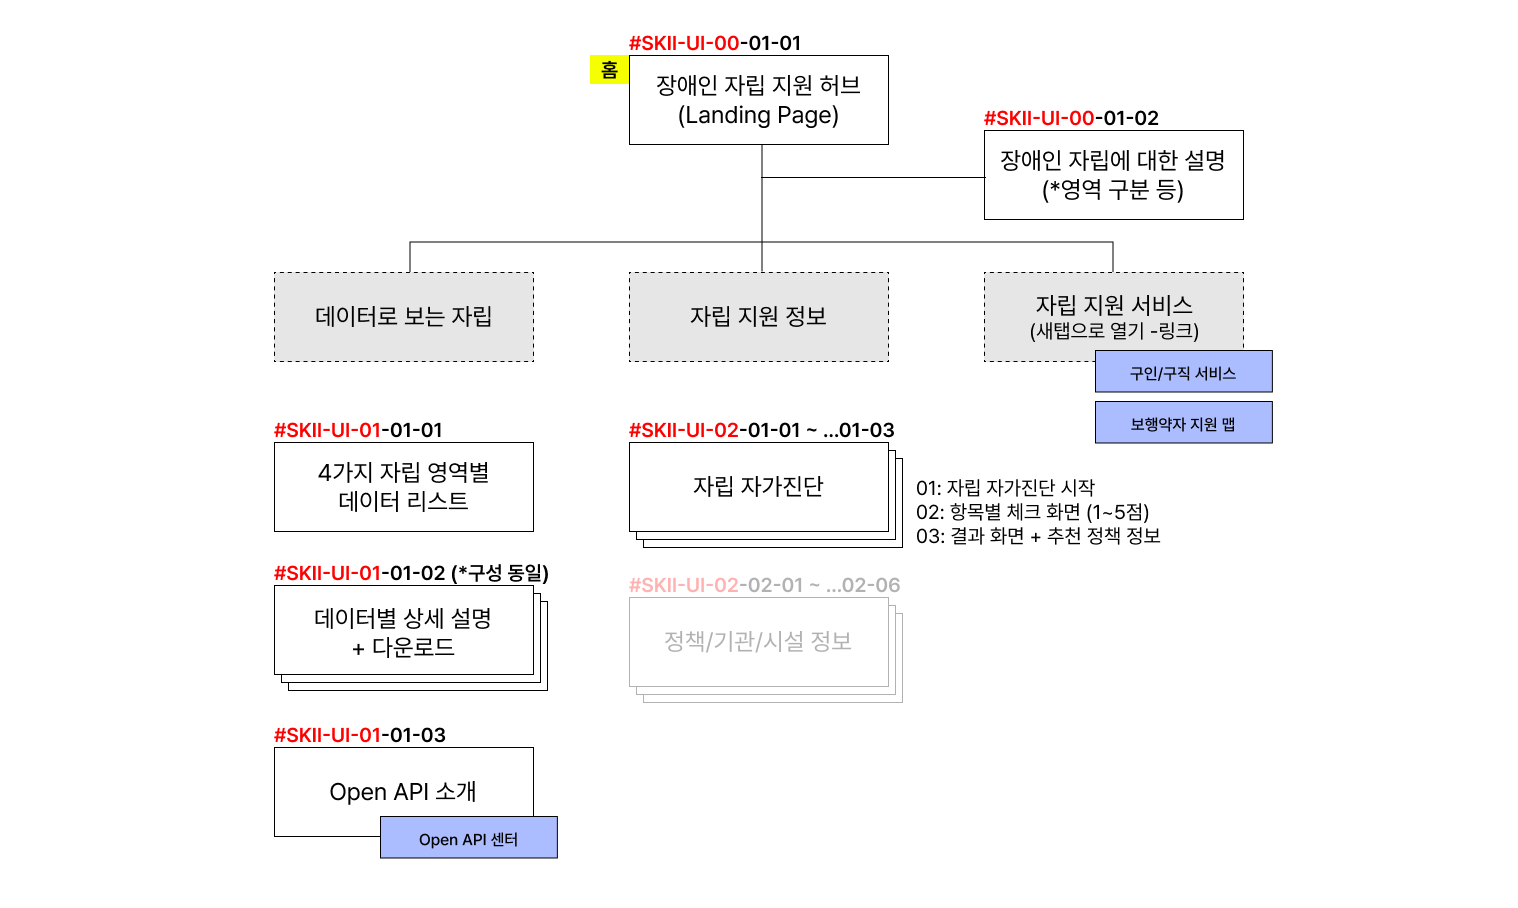 #SKII-UI-00-01-01
홈
장애인 자립 지원 허브
(Landing Page)
#SKII-UI-00-01-02
장애인 자립에 대한 설명
(*영역 구분 등)
데이터로 보는 자립
자립 지원 정보
자립 지원 서비스
(새탭으로 열기 -링크)
구인/구직 서비스
보행약자 지원 맵
#SKII-UI-01-01-01
4가지 자립 영역별
데이터 리스트
#SKII-UI-01-01-02 (*구성 동일)
데이터별 상세 설명
+ 다운로드
#SKII-UI-01-01-03
Open API 소개
Open API 센터
#SKII-UI-02-01-01 ~ ...01-03
자립 자가진단
01: 자립 자가진단 시작
02: 항목별 체크 화면 (1~5점)
03: 결과 화면 + 추천 정책 정보
#SKII-UI-02-02-01 ~ ...02-06
정책/기관/시설 정보